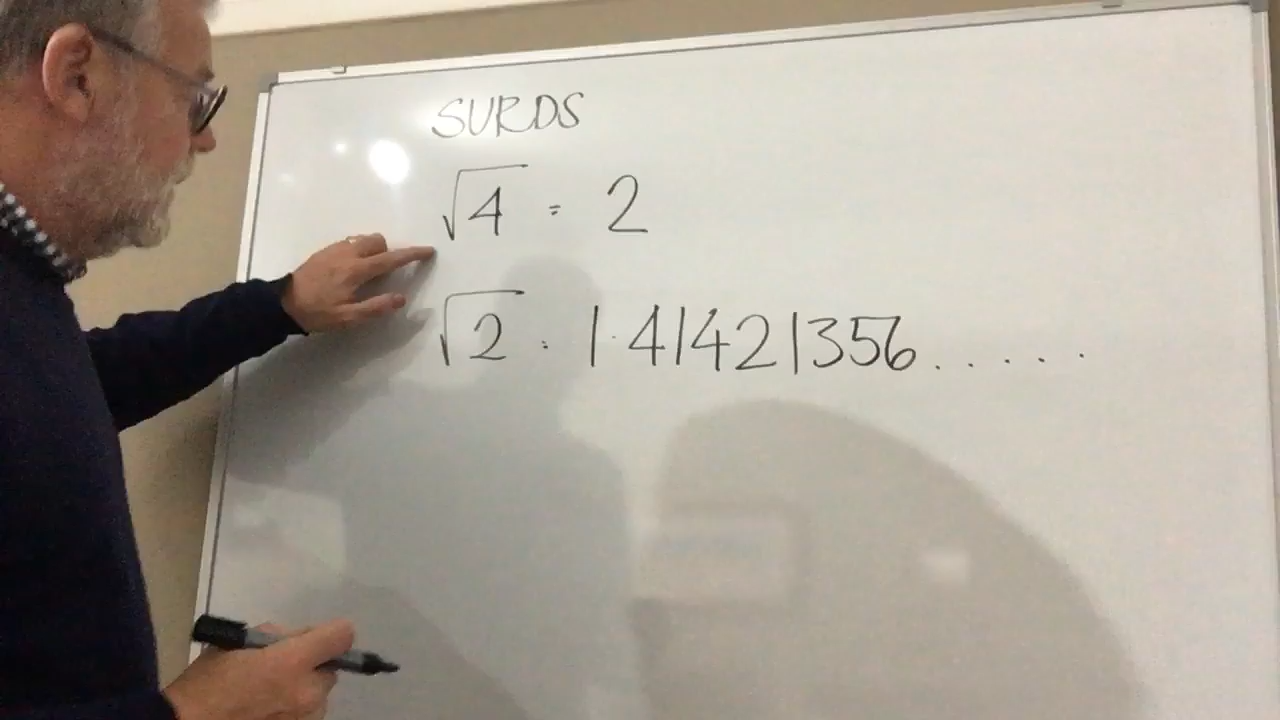 SURDS
√4 = 2
√2 = 1.41421356.....